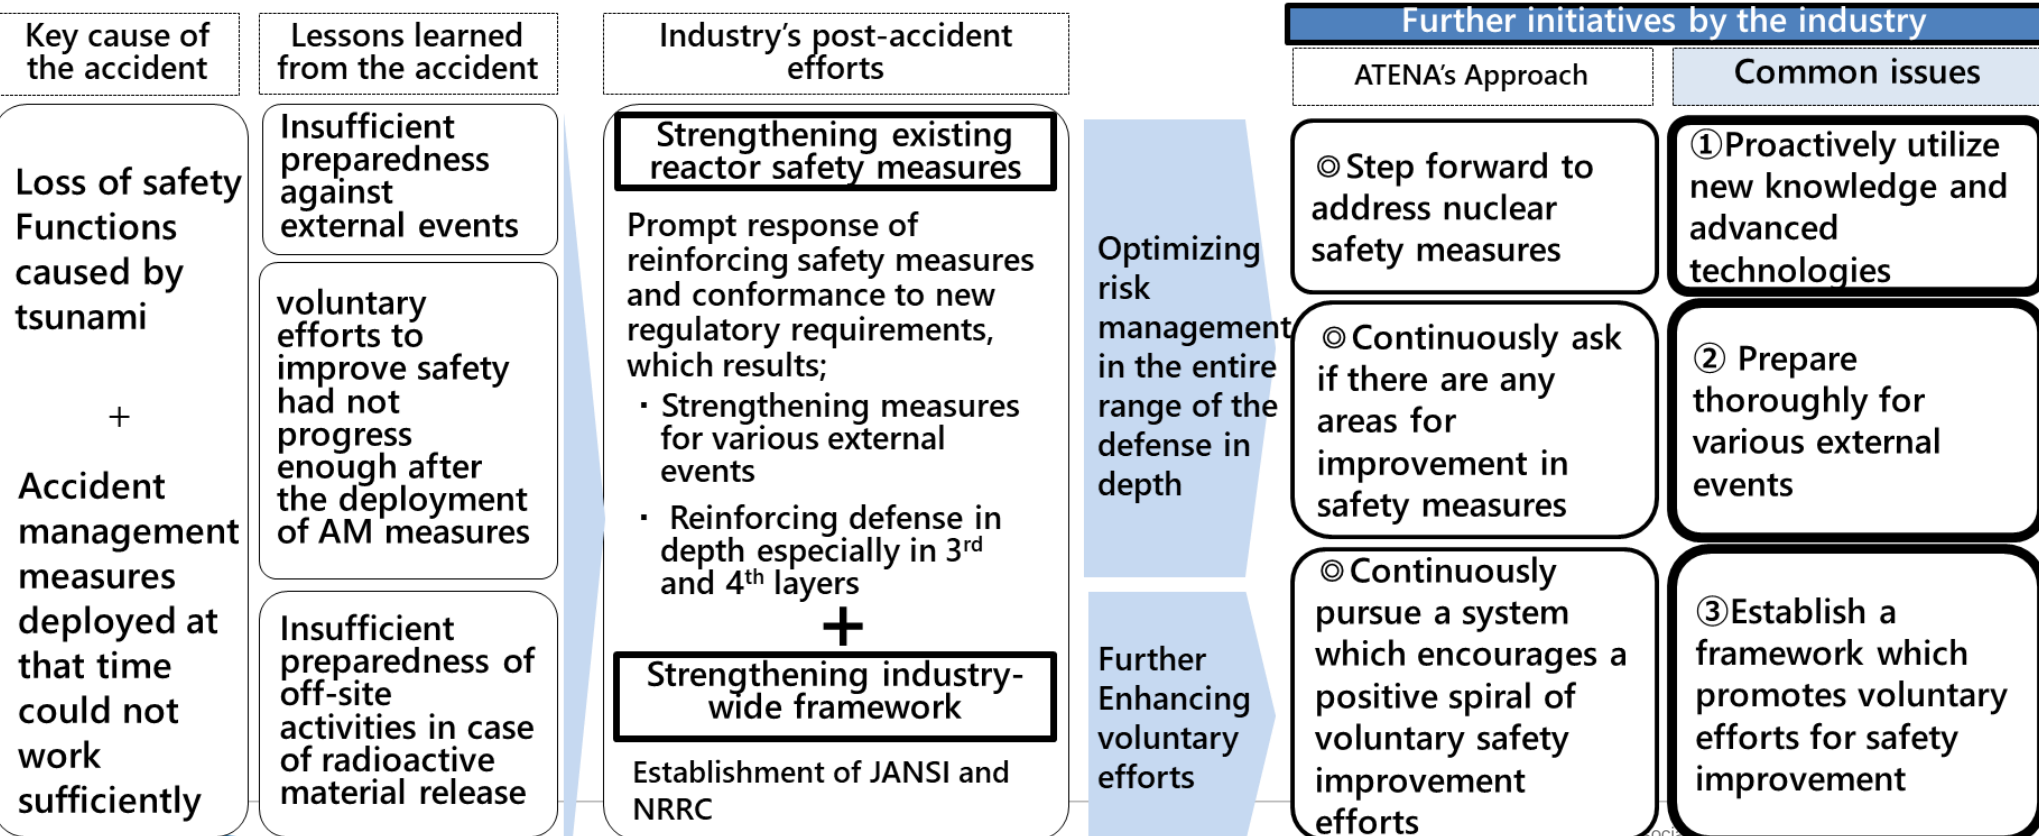 Key cause of
the accident
Lessons learned
from the accident
Industry's post-accident
efforts
Further initiatives by the industry
ATENA's Approach
Common issues
Loss of safety
Functions
caused by
tsunami
+
Accident
management
measures
deployed at
that time
could not
work
sufficiently
Insufficient
preparedness
against
external events
voluntary
efforts to
improve safety
had not
progress
enough after
the deployment
of AM measures
Insufficient
preparedness of
off-site
activities in case
of radioactive
material release
Strengthening existing
reactor safety measures
Prompt response of
reinforcing safety measures
and conformance to new
regulatory requirements,
which results;
・Strengthening measures
for various external
events
・ Reinforcing defense in
depth especially in 3rd
and 4th layers
+
Strengthening industry-
wide framework
Establishment of JANSI and
NRRC
Optimizing
risk
management
in the entire
range of the
defense in
depth
Further
Enhancing
voluntary
efforts
◎Step forward to
address nuclear
safety measures
◎Continuously ask
if there are any
areas for
improvement in
safety measures
◎Continuously
pursue a system
which encourages a
positive spiral of
voluntary safety
improvement
efforts
①Proactively utilize
new knowledge and
advanced
technologies
② Prepare
thoroughly for
various external
events
③Establish a
framework which
promotes voluntary
efforts for safety
improvement